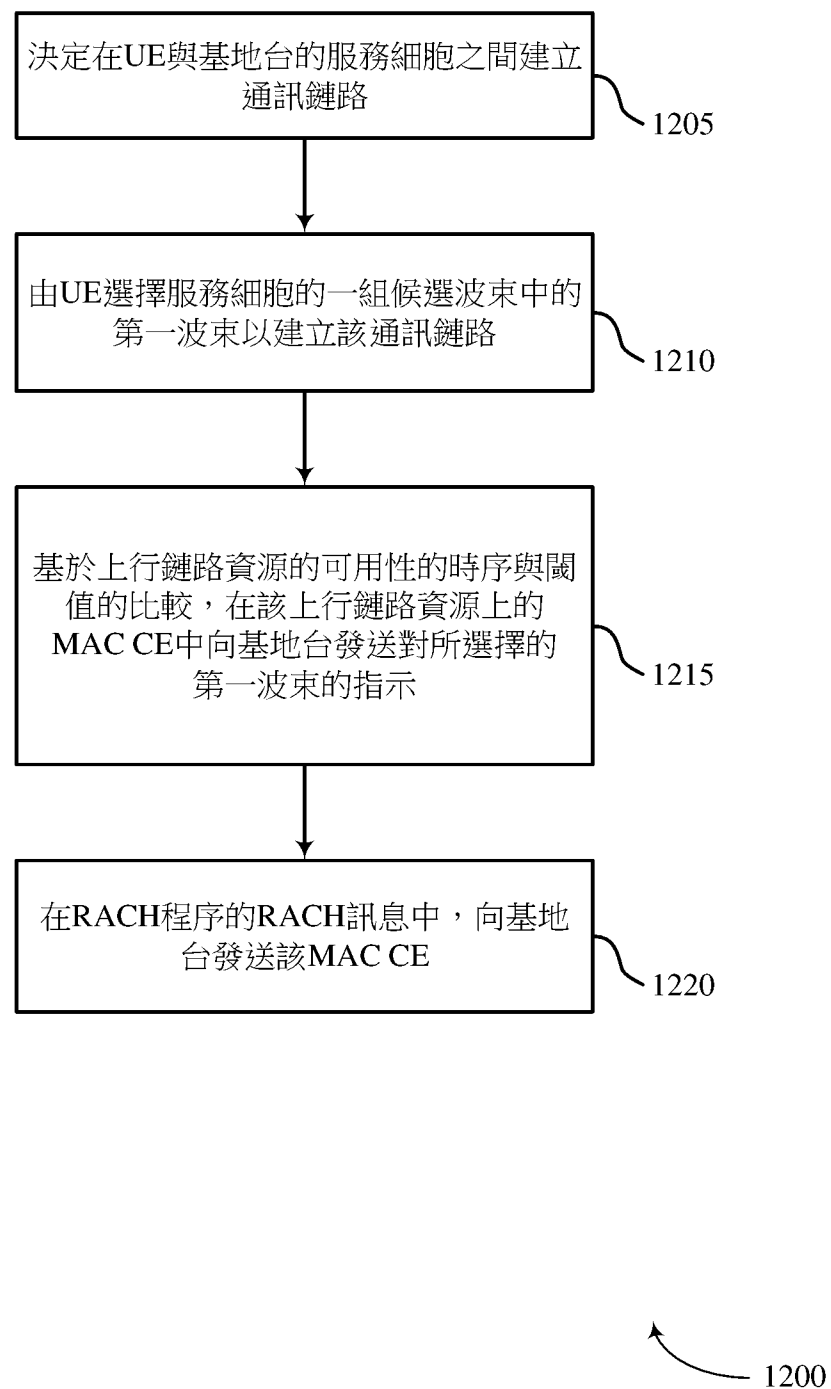 決定在UE與基地台的服務細胞之間建立
通訊鏈路
1205
由UE選擇服務細胞的一組候選波束中的
第一波束以建立該通訊鏈路
1210
基於上行鏈路資源的可用性的時序與閾
值的比較，在該上行鏈路資源上的
MAC CE中向基地台發送對所選擇的
第一波束的指示
1215
在RACH程序的RACH訊息中，向基地
台發送該MAC CE
1220
1200